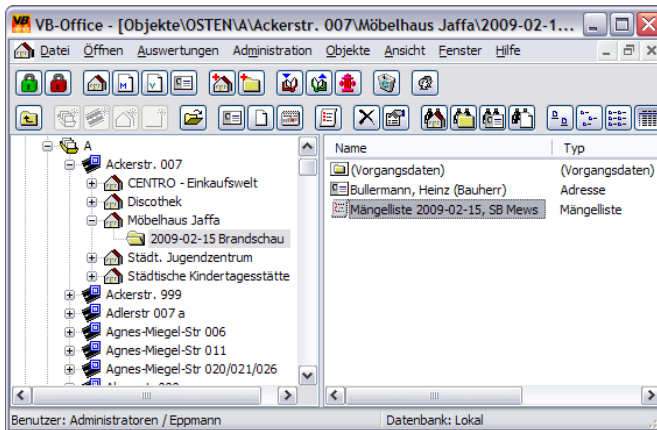 VB-Office - [Objekte\OSTEN\A\Ackerstr. 007\Möbelhaus Jaffa\2009-02-1...
Datei Öffnen Auswertungen Administration Objekte Ansicht Fenster Hilfe
A
Ackerstr. 007
CENTRO - Einkaufswelt
Discothek
Möbelhaus Jaffa
2009-02-15 Brandschau
Städt. Jugendzentrum
Städtische Kindertagesstätte
Ackerstr. 999
Adlerstr 007 a
Agnes-Miegel-Str 006
Agnes-Miegel-Str 011
Agnes-Miegel-Str 020/021/026
Name Typ
(Vorgangsdaten) (Vorgangsdaten)
Bullermann, Heinz (Bauherr) Adresse
Mängelliste 2009-02-15, SB Mews Mängelliste
Benutzer: Administratoren / Eppmann Datenbank: Lokal